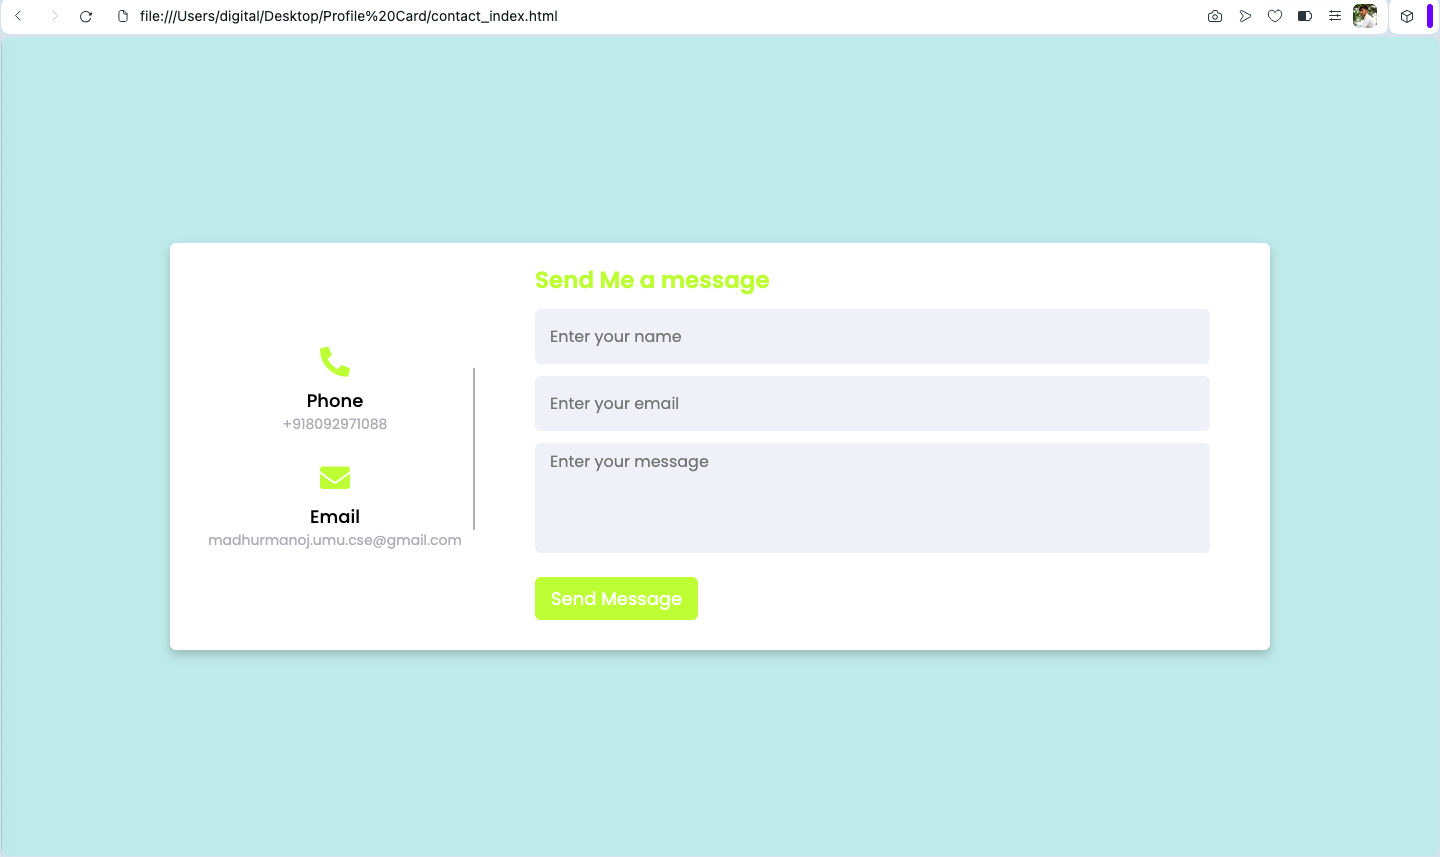 file:///Users/digital/Desktop/Profile%20Card/contact_index.html
Phone
+918092971088
Email
madhurmanoj.umu.cse@gmail.com
Send Me a message
Enter your name
Enter your email
Enter your message
Send Message